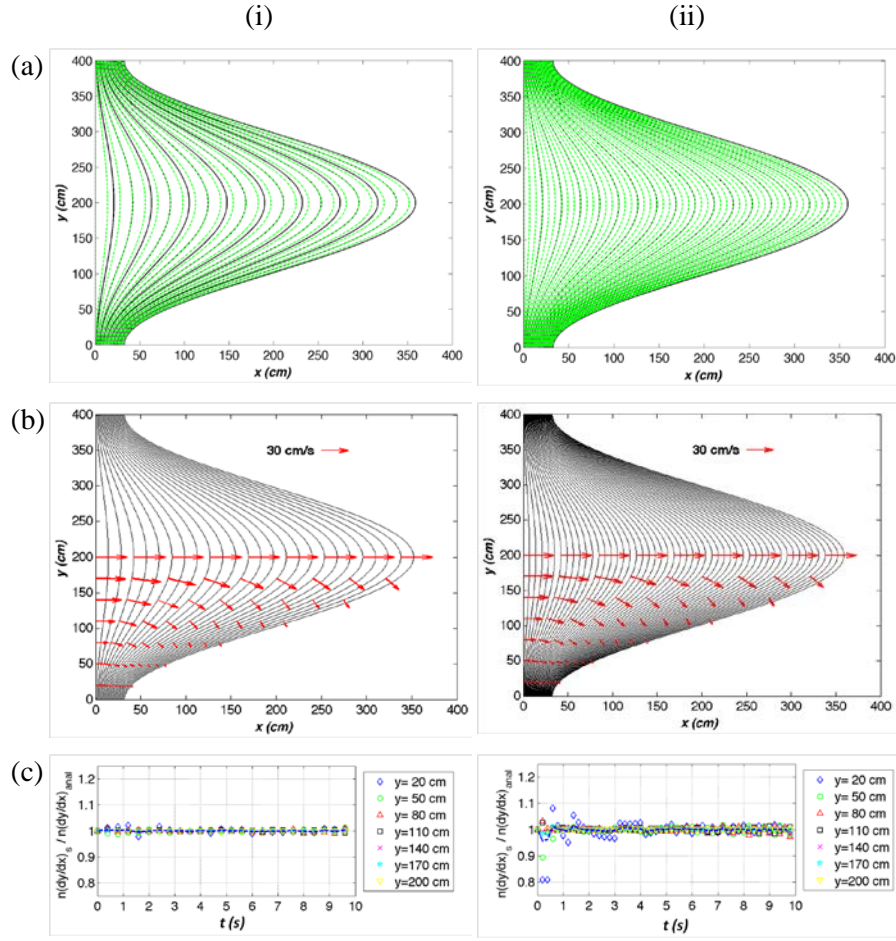 (i) (ii)
(a)
400
350
300
250
200
150
100
50
0
y (cm)
0 50 100 150 200 250 300 350 400
x (cm)
400
350
300
250
200
150
100
50
0
y (cm)
0 50 100 150 200 250 300 350 400
x (cm)
(b)
400
350
300
250
200
150
100
50
0
y (cm)
30 cm/s
0 50 100 150 200 250 300 350 400
x (cm)
400
350
300
250
200
150
100
50
0
y (cm)
30 cm/s
0 50 100 150 200 250 300 350 400
x (cm)
(c)
n(dy/dx)s / n(dy/dx)anal
1.2
1.1
1
0.9
0.8
0 1 2 3 4 5 6 7 8 9 10
t (s)
y= 20 cm
y= 50 cm
y= 80 cm
y=110 cm
y=140 cm
y=170 cm
y=200 cm
n(dy/dx)s / n(dy/dx)anal
1.2
1.1
1
0.9
0.8
0 1 2 3 4 5 6 7 8 9 10
t (s)
y= 20 cm
y= 50 cm
y= 80 cm
y=110 cm
y=140 cm
y=170 cm
y=200 cm